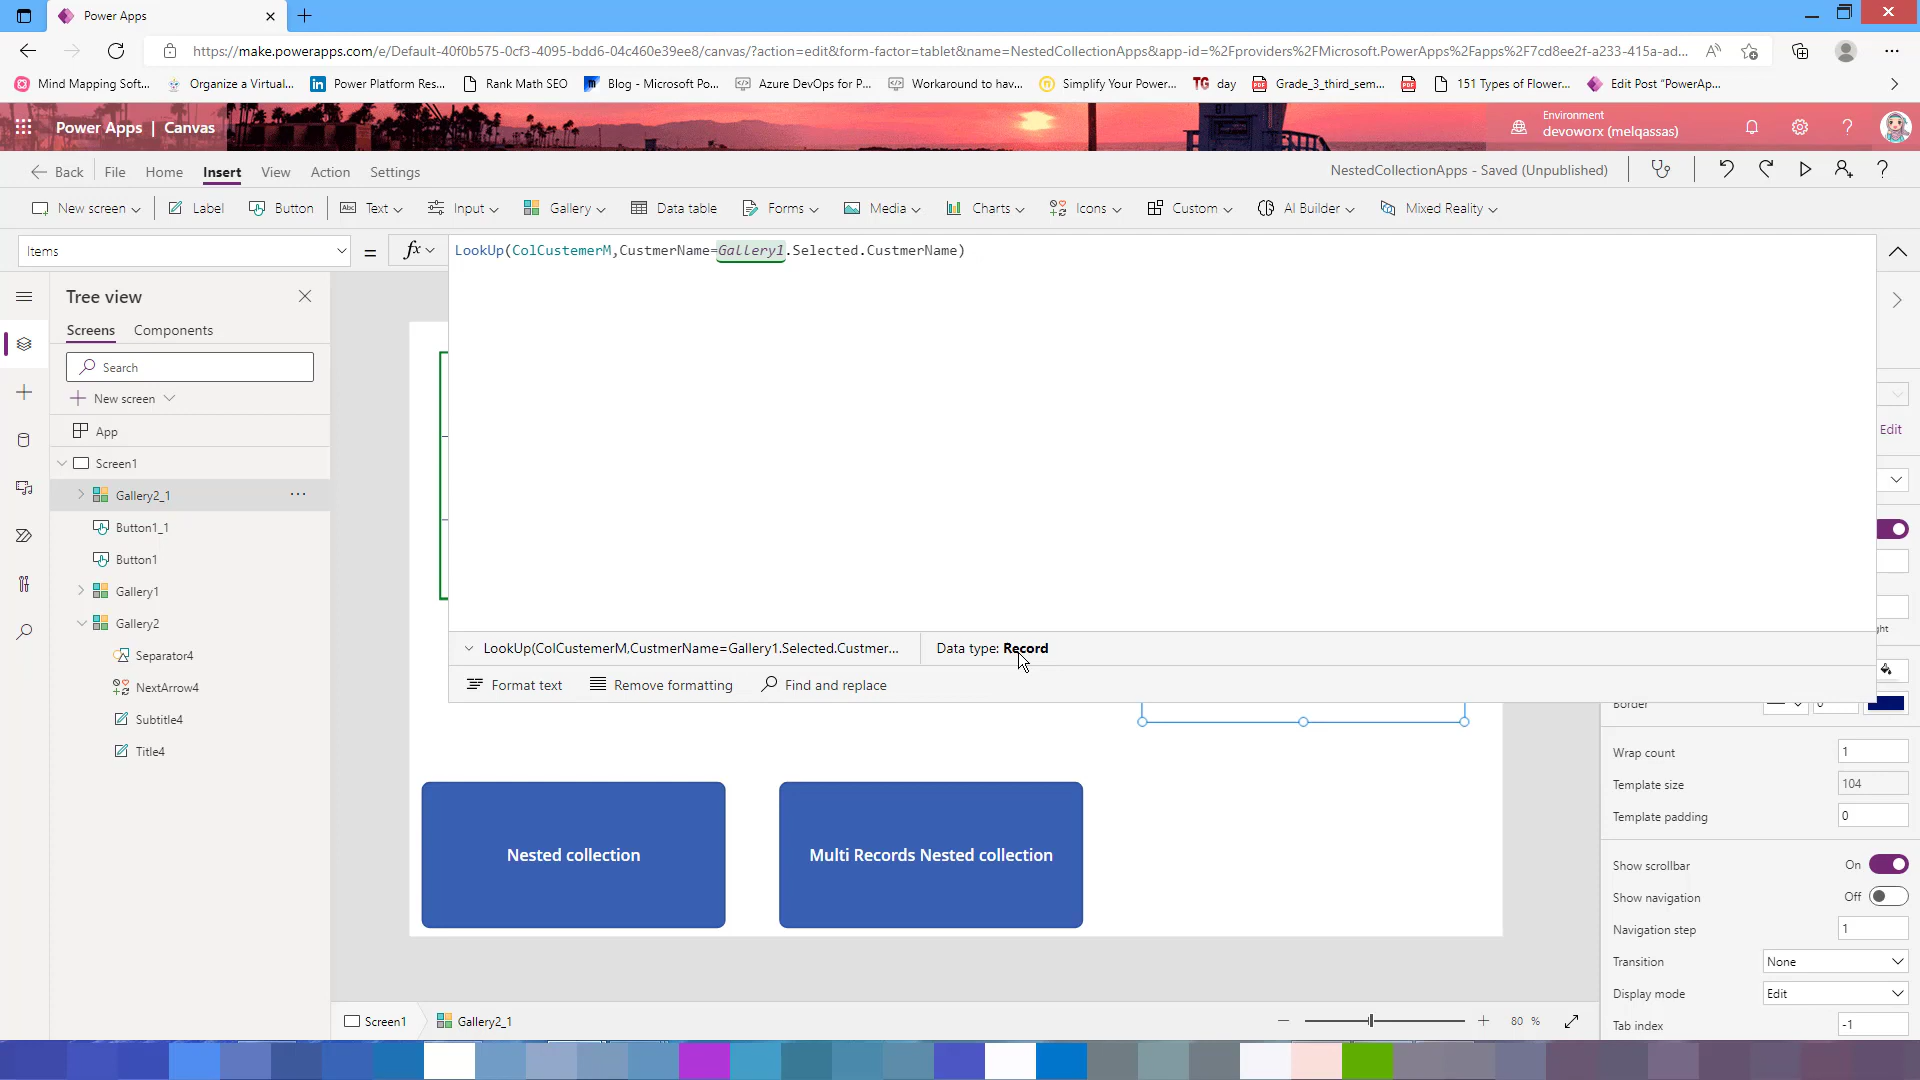 Power Apps
https://make.powerapps.com/e/Default-40f0b575-0cf3-4095-bdd6-04c460e39ee8/canvas/?action=edit&form-factor=tablet&name=NestedCollectionApps&app-id=%2Fproviders%2FMicrosoft.PowerApps%2Fapps%2F7cd8ee2f-a233-415a-ad...
Mind Mapping Soft... Organize a Virtual... Power Platform Res... Rank Math SEO Blog - Microsoft Po... Azure DevOps for P... Workaround to hav... Simplify Your Power... TG day Grade_3_third_sem... 151 Types of Flower... Edit Post "PowerAp...
Power Apps | Canvas
Environment
devoworx (melqassas)
Back File Home Insert View Action Settings
NestedCollectionApps - Saved (Unpublished)
New screen Label Button Text Input Gallery Data table Forms Media Charts Icons Custom AI Builder Mixed Reality
Items = fx LookUp(ColCustemerM,CustmerName=Gallery1.Selected.CustmerName)
Tree view
Screens Components
Search
New screen
App
Screen1
Gallery2_1 ...
Button1_1
Button1
Gallery1
Gallery2
Separator4
NextArrow4
Subtitle4
Title4
LookUp(ColCustemerM,CustmerName=Gallery1.Selected.Custmer... Data type: Record
Format text Remove formatting Find and replace
Nested collection
Multi Records Nested collection
Edit
ght
Border 0
Wrap count 1
Template size 104
Template padding 0
Show scrollbar On
Show navigation Off
Navigation step 1
Transition None
Display mode Edit
Tab index -1
Screen1 Gallery2_1
80 %